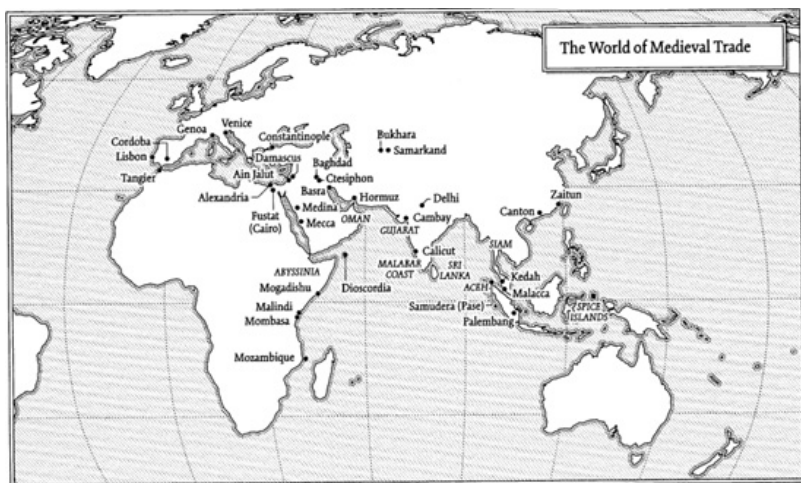 The World of Medieval Trade
Genoa
Venice
Cordoba
Lisbon
Tangier
Constantinople
Bukhara
Samarkand
Damascus
Ain Jalut
Baghdad
Ctesiphon
Alexandria
Basra
Hormuz
Delhi
Zaitun
Fustat
(Cairo)
Medina
OMAN
Cambay
Canton
Mecca
GUJARAT
Calicut
SIAM
ABYSSINIA
Dioscordia
MALABAR
COAST
SRI
LANKA
Kedah
ACEH
Malacca
Mogadishu
Samudera (Pase)
SPICE
ISLANDS
Malindi
Mombasa
Palembang
Mozambique